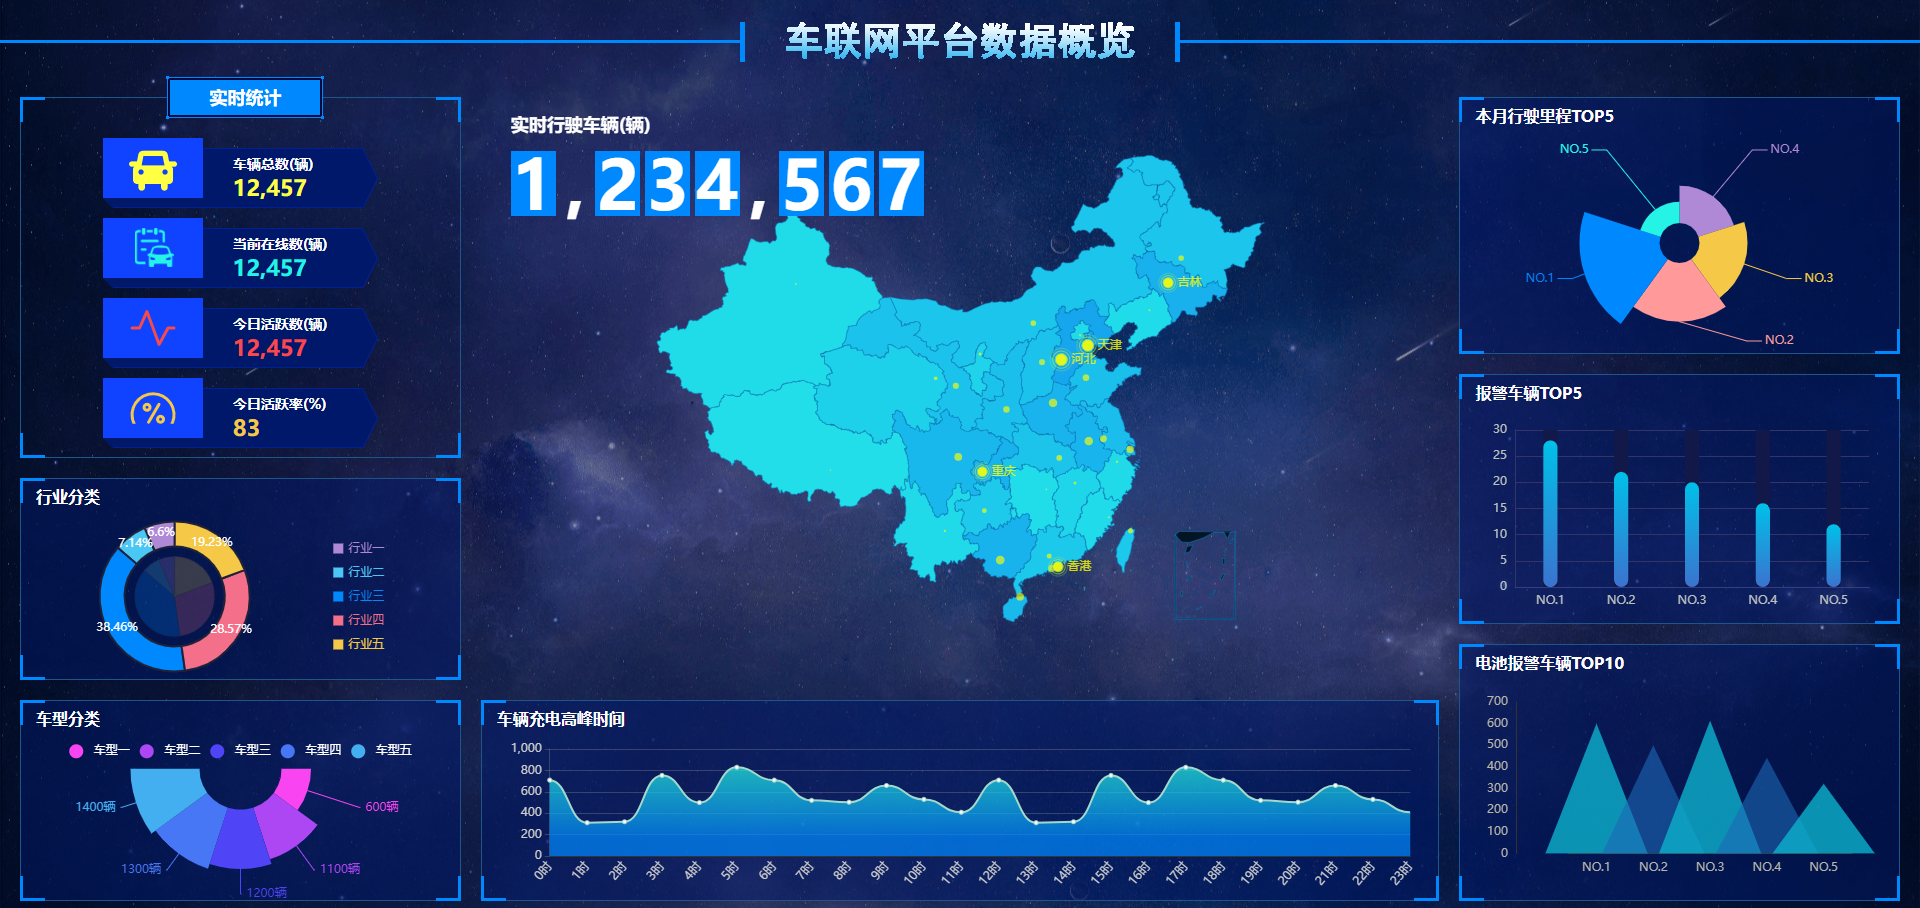 车联网平台数据概览
实时统计
车辆总数(辆)
12,457
当前在线数(辆)
12,457
今日活跃数(辆)
12,457
今日活跃率(%)
83
行业分类
6.6%
19.23%
7.14%
38.46%
28.57%
行业一
行业二
行业三
行业四
行业五
车型分类
车型一 车型二 车型三 车型四 车型五
1400辆
600辆
1300辆
1100辆
1200辆
实时行驶车辆(辆)
1,234,567
吉林
天津
河北
重庆
香港
车辆充电高峰时间
1,000
800
600
400
200
0
0时 1时 2时 3时 4时 5时 6时 7时 8时 9时 10时 11时 12时 13时 14时 15时 16时 17时 18时 19时 20时 21时 22时 23时
本月行驶里程TOP5
NO.5
NO.4
NO.1
NO.3
NO.2
报警车辆TOP5
30
25
20
15
10
5
0
NO.1 NO.2 NO.3 NO.4 NO.5
电池报警车辆TOP10
700
600
500
400
300
200
100
0
NO.1 NO.2 NO.3 NO.4 NO.5